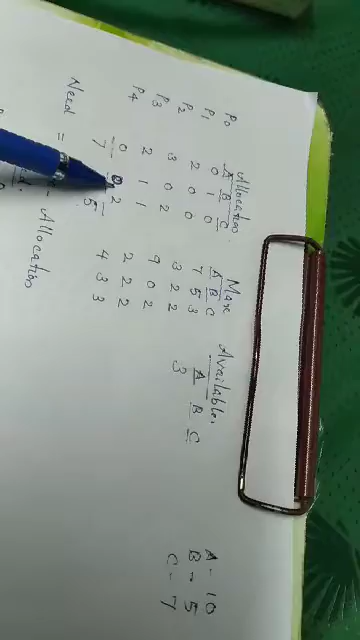 Allocation Max Available
A B C A B C A B C
P0 0 1 0 7 5 3 3
P1 2 0 0 3 2 2
P2 3 0 2 9 0 2
P3 2 1 1 2 2 2
P4 0 0 2 4 3 3
7 5
Need = - Allocation
A - 10
B - 5
C - 7